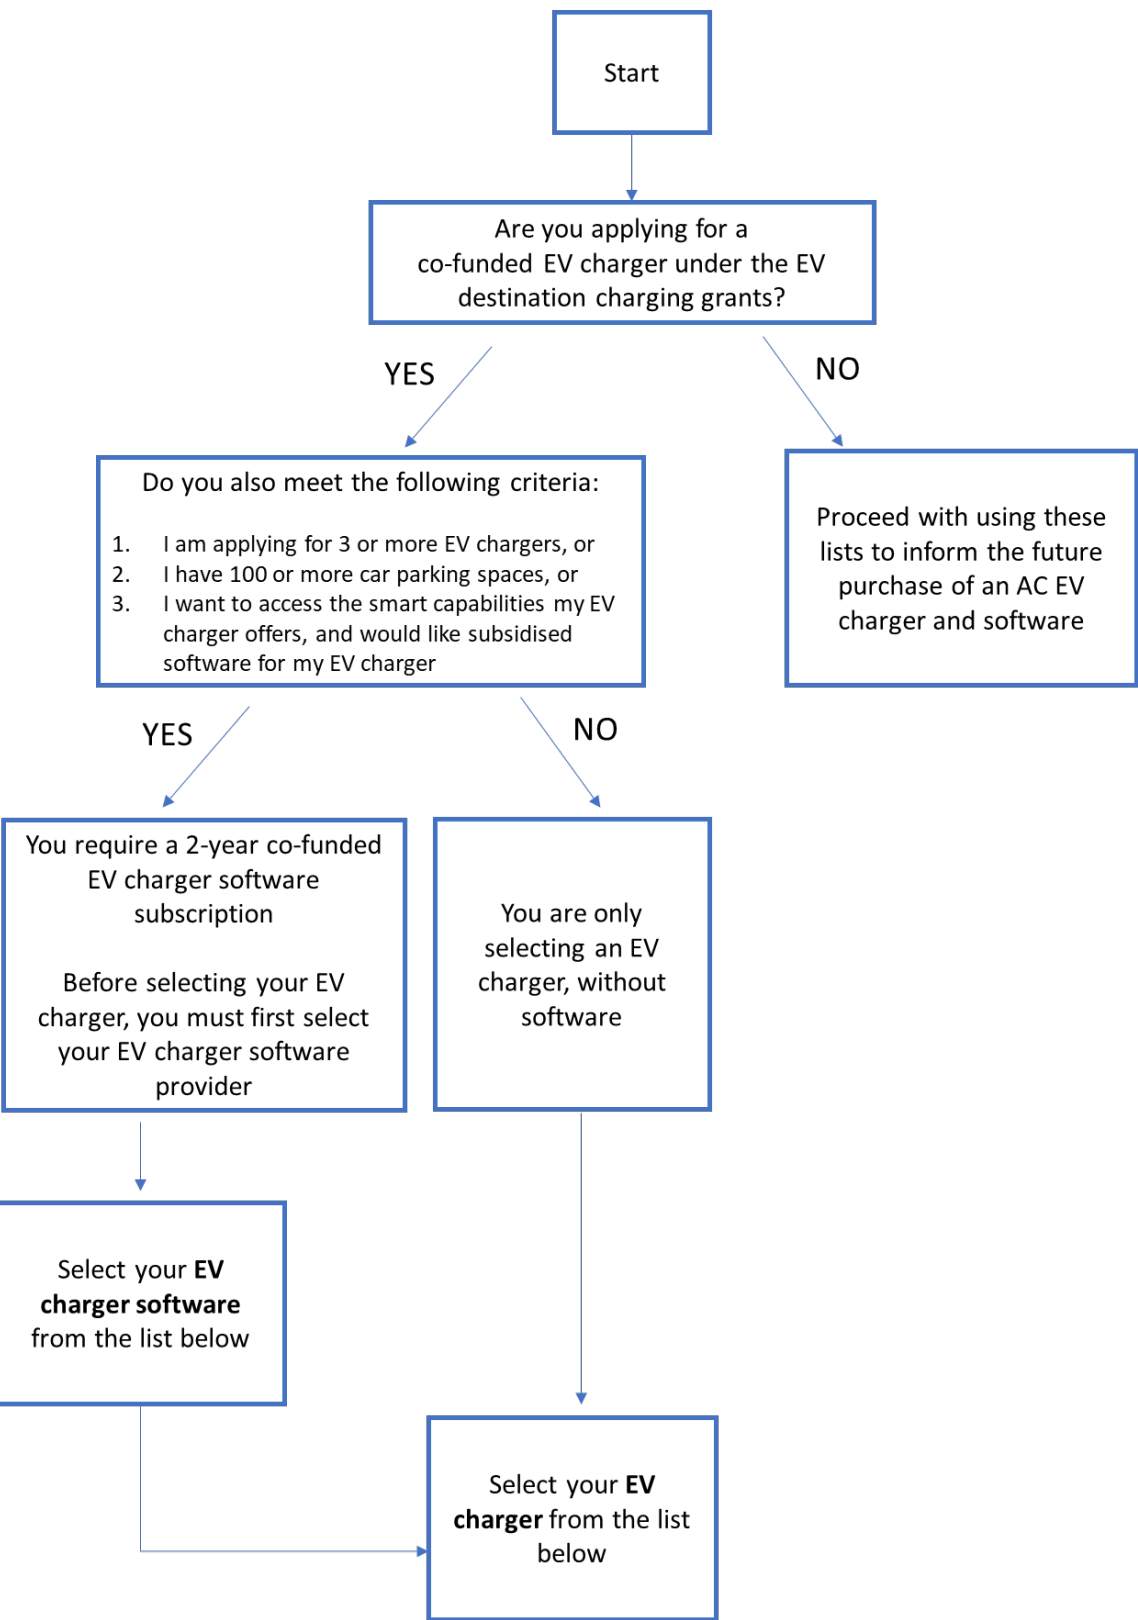 Start
Are you applying for a
co-funded EV charger under the EV
destination charging grants?
YES
NO
Do you also meet the following criteria:
1. I am applying for 3 or more EV chargers, or
2. I have 100 or more car parking spaces, or
3. I want to access the smart capabilities my EV
charger offers, and would like subsidised
software for my EV charger
Proceed with using these
lists to inform the future
purchase of an AC EV
charger and software
YES
NO
You require a 2-year co-funded
EV charger software
subscription
Before selecting your EV
charger, you must first select
your EV charger software
provider
You are only
selecting an EV
charger, without
software
Select your EV
charger software
from the list below
Select your EV
charger from the list
below